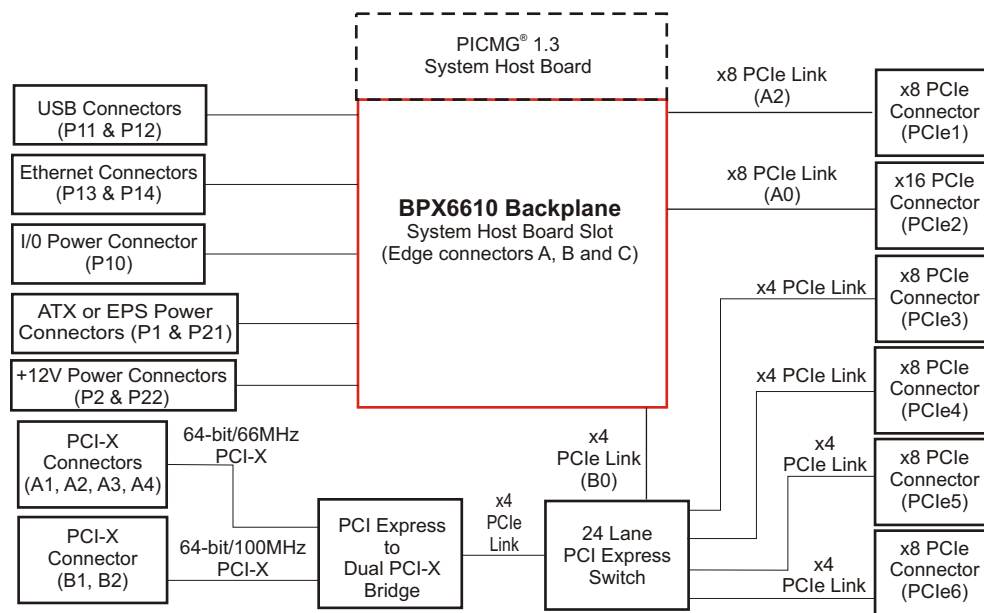 PICMG® 1.3
System Host Board
USB Connectors
(P11 & P12)
Ethernet Connectors
(P13 & P14)
I/0 Power Connector
(P10)
ATX or EPS Power
Connectors (P1 & P21)
+12V Power Connectors
(P2 & P22)
BPX6610 Backplane
System Host Board Slot
(Edge connectors A, B and C)
x8 PCIe Link
(A2)
x8 PCIe
Connector
(PCIe1)
x8 PCIe Link
(A0)
x16 PCIe
Connector
(PCIe2)
x4 PCIe Link
x8 PCIe
Connector
(PCIe3)
x4 PCIe Link
x8 PCIe
Connector
(PCIe4)
x4
PCIe Link
x8 PCIe
Connector
(PCIe5)
x4
PCIe Link
x8 PCIe
Connector
(PCIe6)
PCI-X
Connectors
(A1, A2, A3, A4)
64-bit/66MHz
PCI-X
PCI-X
Connector
(B1, B2)
64-bit/100MHz
PCI-X
PCI Express
to
Dual PCI-X
Bridge
x4
PCIe
Link
x4
PCIe Link
(B0)
24 Lane
PCI Express
Switch